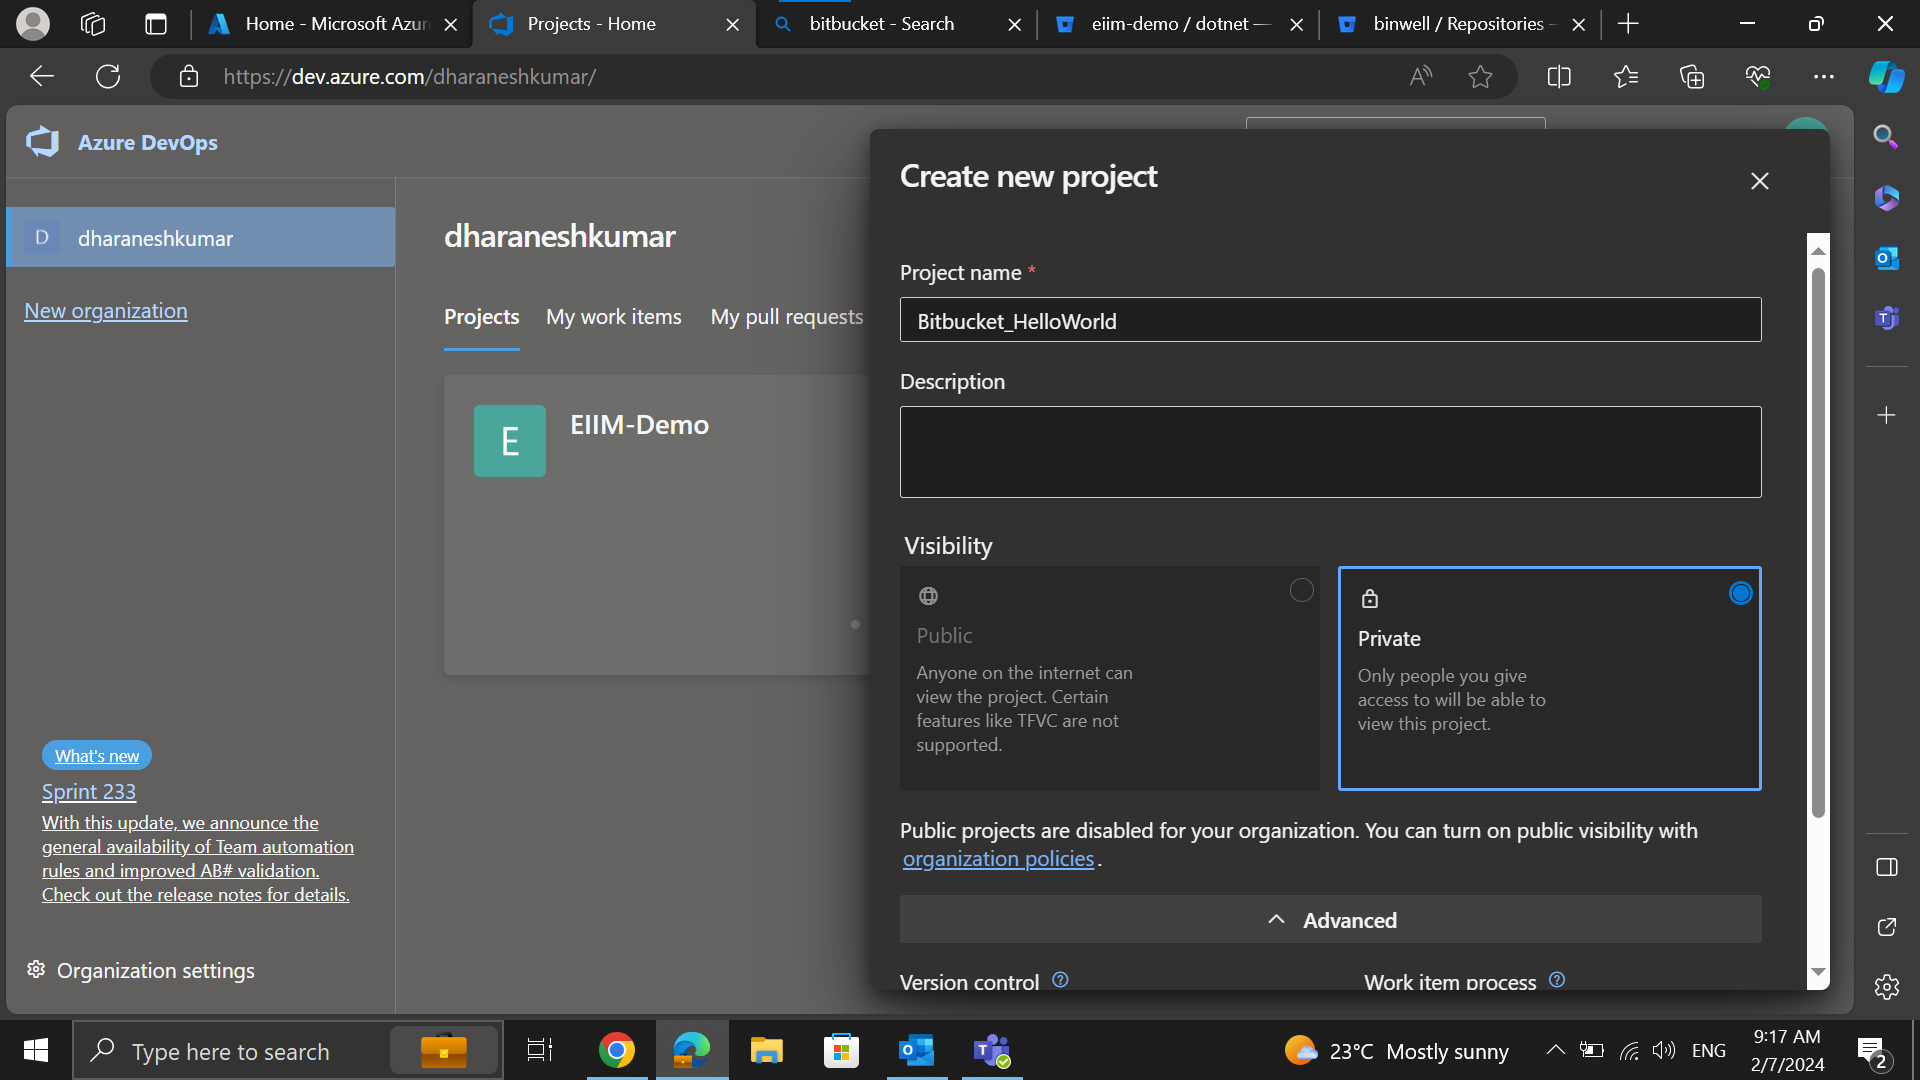 Home - Microsoft Azur
Projects - Home
bitbucket - Search
eiim-demo / dotnet —
binwell / Repositories –
https://dev.azure.com/dharaneshkumar/
Azure DevOps
D
dharaneshkumar
New organization
dharaneshkumar
Projects
My work items
My pull requests
E
EIIM-Demo
What's new
Sprint 233
With this update, we announce the
general availability of Team automation
rules and improved AB# validation.
Check out the release notes for details.
Organization settings
Create new project
Project name *
Bitbucket_HelloWorld
Description
Visibility
Public
Anyone on the internet can
view the project. Certain
features like TFVC are not
supported.
Private
Only people you give
access to will be able to
view this project.
Public projects are disabled for your organization. You can turn on public visibility with
organization policies.
Advanced
Version control
Work item process
Type here to search
23°C Mostly sunny
ENG
9:17 AM
2/7/2024
2